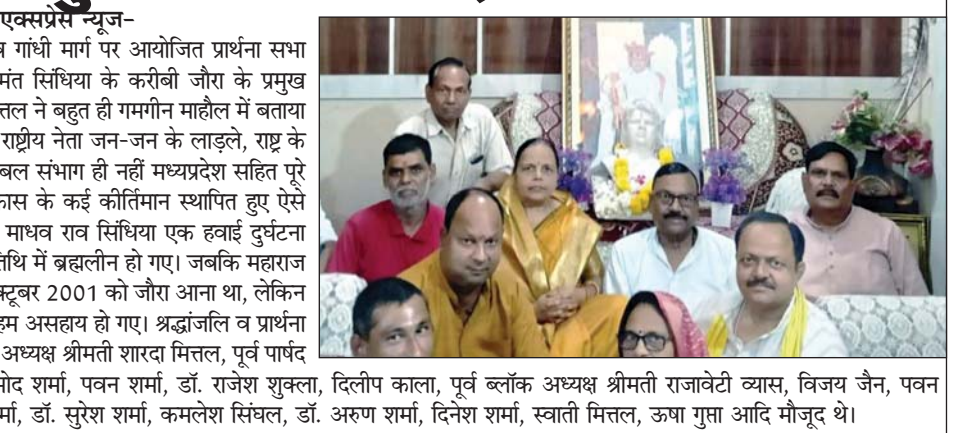 एक्सप्रेस न्यूज-
गांधी मार्ग पर आयोजित प्रार्थना सभा
सिंधिया के करीबी जौरा के प्रमुख
ने बहुत ही गमगीन माहौल में बताया
राष्ट्रीय नेता जन-जन के लाड़ले, राष्ट्र के
संभाग ही नहीं मध्यप्रदेश सहित पूरे
के कई कीर्तिमान स्थापित हुए ऐसे
माधव राव सिंधिया एक हवाई दुर्घटना
में ब्रह्मलीन हो गए। जबकि महाराज
2001 को जौरा आना था, लेकिन
हम असहाय हो गए। श्रद्धांजलि व प्रार्थना
अध्यक्ष श्रीमती शारदा मित्तल, पूर्व पार्षद
शर्मा, पवन शर्मा, डॉ. राजेश शुक्ला, दिलीप काला, पूर्व ब्लॉक अध्यक्ष श्रीमती राजावेटी व्यास, विजय जैन, पवन
डॉ. सुरेश शर्मा, कमलेश सिंघल, डॉ. अरुण शर्मा, दिनेश शर्मा, स्वाती मित्तल, ऊषा गुप्ता आदि मौजूद थे।